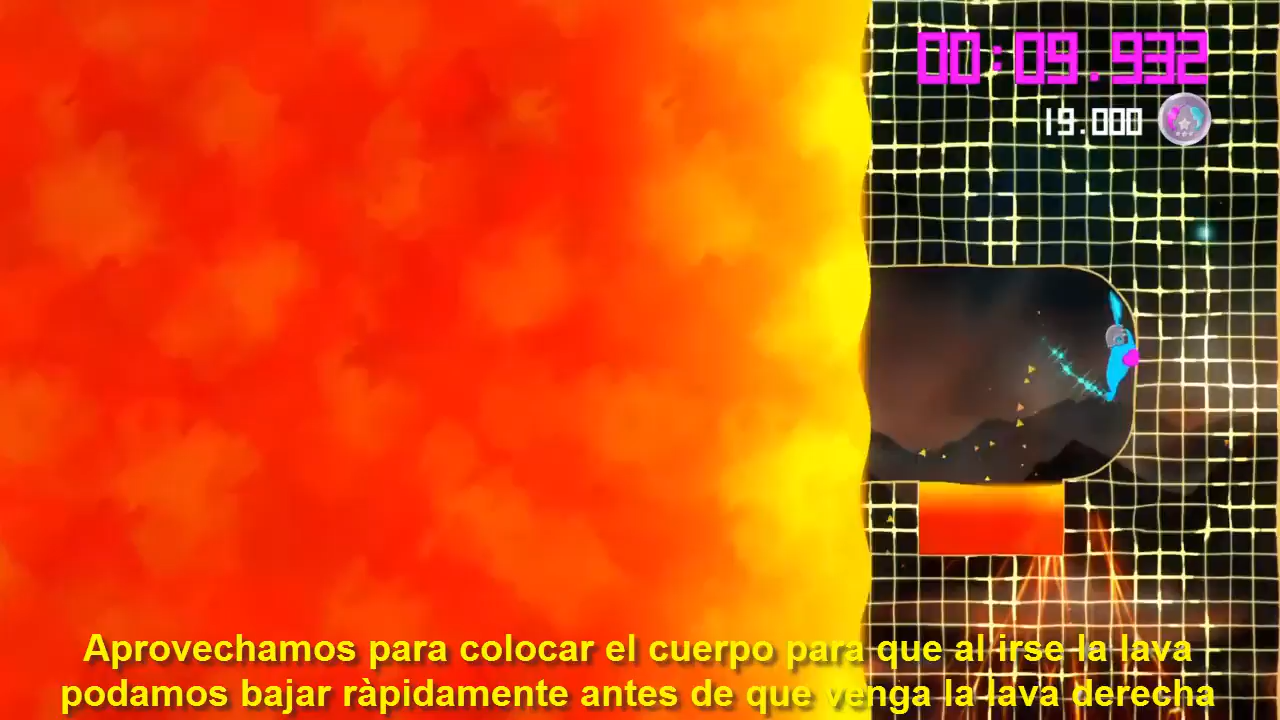 00:09.932
19.000
Aprovechamos para colocar el cuerpo para que al irse la lava
podamos bajar ràpidamente antes de que venga la lava derecha